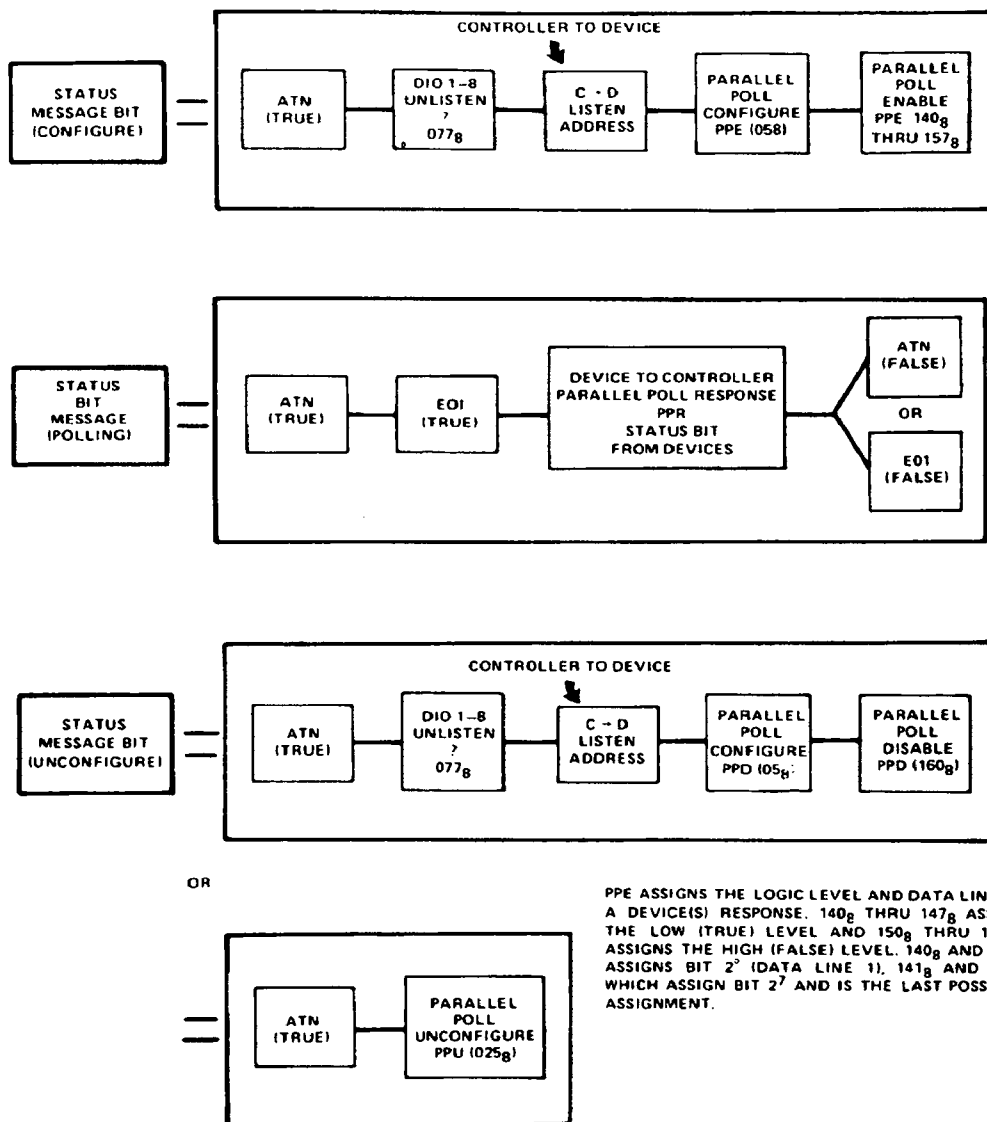 CONTROLLER TO DEVICE
STATUS
MESSAGE BIT
(CONFIGURE)
=
ATN
(TRUE)
DIO 1-8
UNLISTEN
?
077₈
C → D
LISTEN
ADDRESS
PARALLEL
POLL
CONFIGURE
PPE (058)
PARALLEL
POLL
ENABLE
PPE 140₈
THRU 157₈
STATUS
BIT
MESSAGE
(POLLING)
=
ATN
(TRUE)
EOI
(TRUE)
DEVICE TO CONTROLLER
PARALLEL POLL RESPONSE
PPR
STATUS BIT
FROM DEVICES
ATN
(FALSE)
OR
E01
(FALSE)
CONTROLLER TO DEVICE
STATUS
MESSAGE BIT
(UNCONFIGURE)
=
ATN
(TRUE)
DIO 1-8
UNLISTEN
?
077₈
C → D
LISTEN
ADDRESS
PARALLEL
POLL
CONFIGURE
PPD (05₈:
PARALLEL
POLL
DISABLE
PPD (160₈)
OR
=
ATN
(TRUE)
PARALLEL
POLL
UNCONFIGURE
PPU (025₈)
PPE ASSIGNS THE LOGIC LEVEL AND DATA LIN
A DEVICE(S) RESPONSE. 140₈ THRU 147₈ AS
THE LOW (TRUE) LEVEL AND 150₈ THRU 1
ASSIGNS THE HIGH (FALSE) LEVEL. 140₈ AND
ASSIGNS BIT 2⁰ (DATA LINE 1), 141₈ AND
WHICH ASSIGN BIT 2⁷ AND IS THE LAST POSS
ASSIGNMENT.